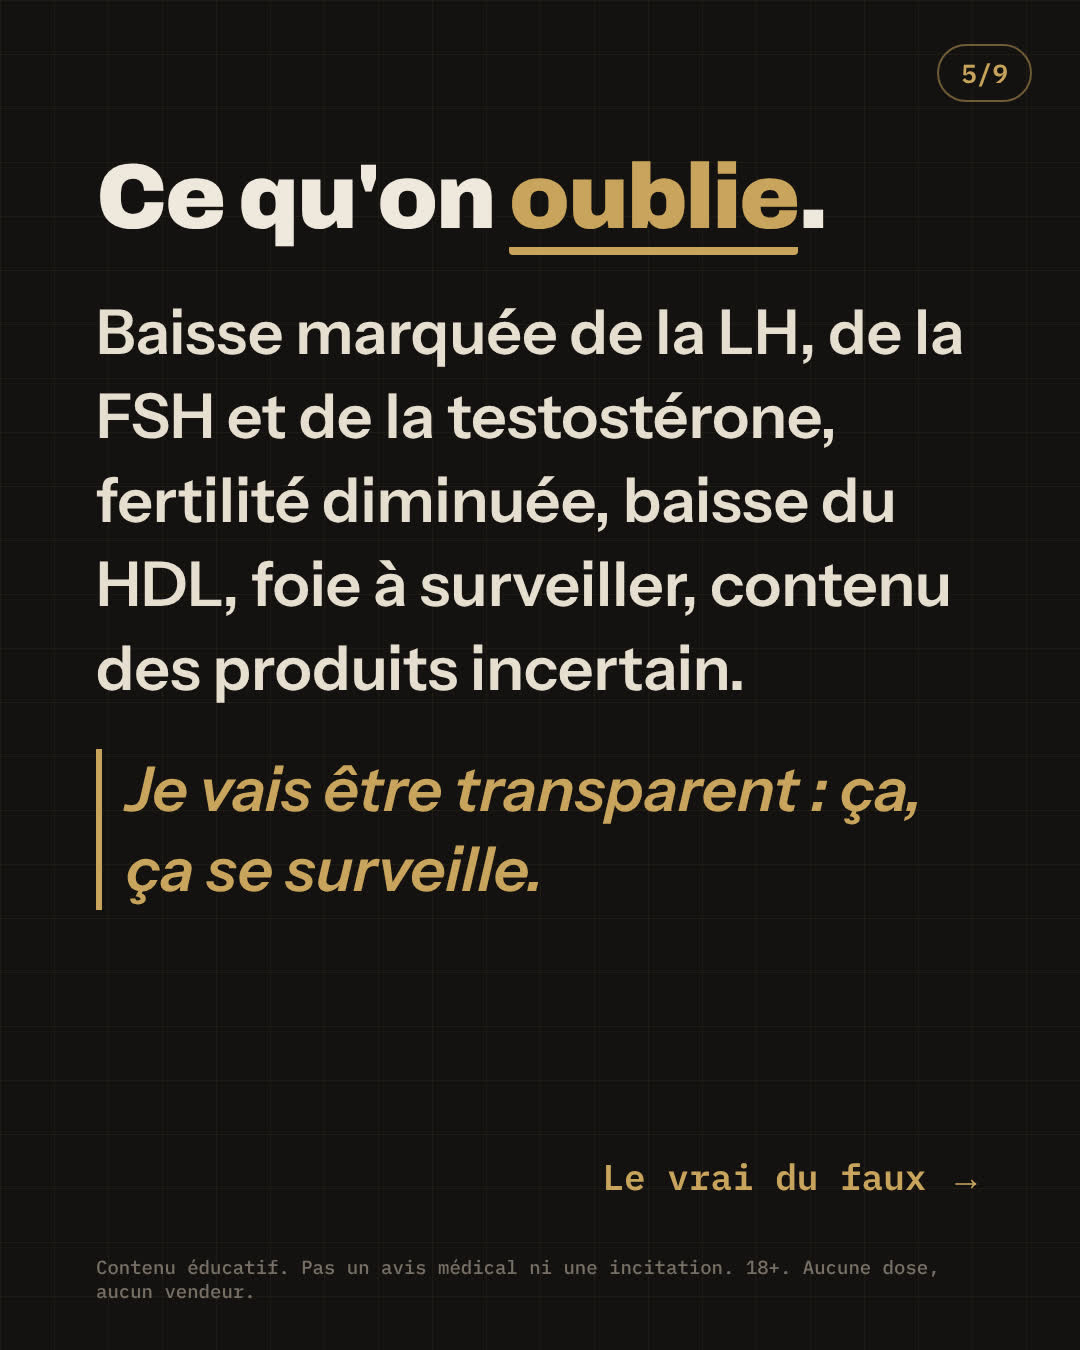 5/9
Ce qu'on oublie.
Baisse marquée de la LH, de la
FSH et de la testostérone,
fertilité diminuée, baisse du
HDL, foie à surveiller, contenu
des produits incertain.
Je vais être transparent : ça,
ça se surveille.
Le vrai du faux →
Contenu éducatif. Pas un avis médical ni une incitation. 18+. Aucune dose,
aucun vendeur.